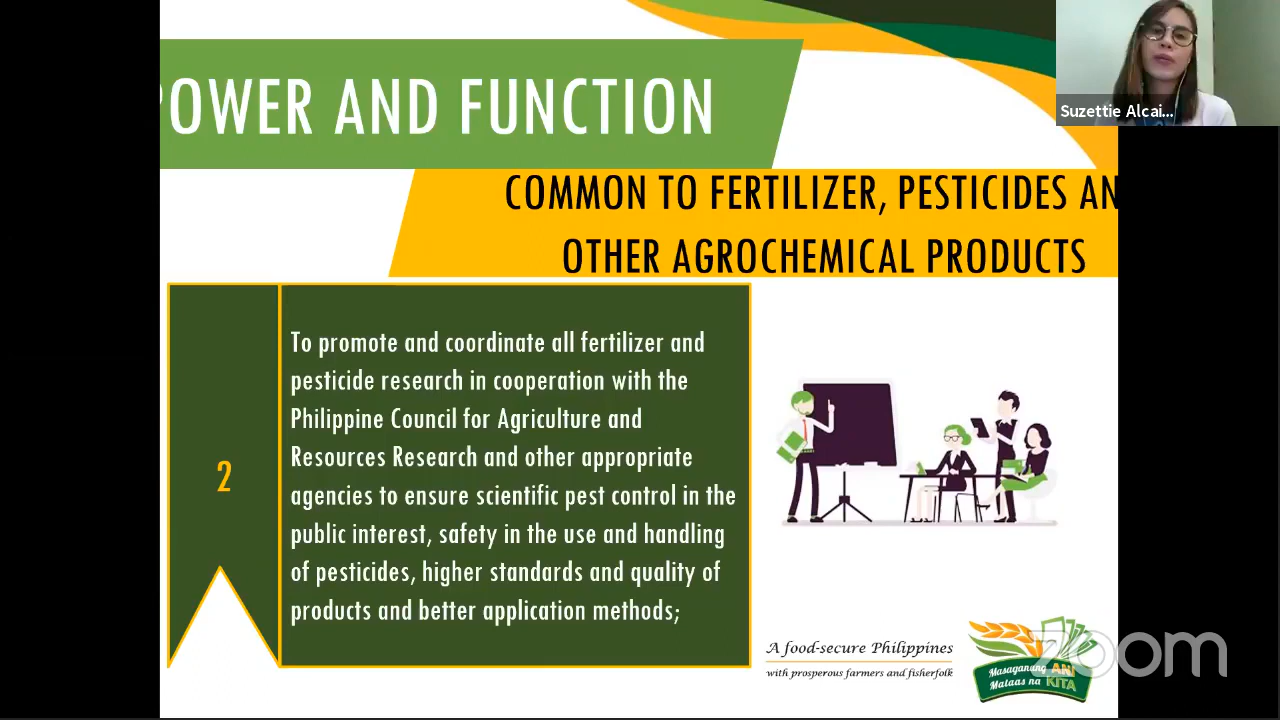 POWER AND FUNCTION
Suzettie Alcai...
COMMON TO FERTILIZER, PESTICIDES AN
OTHER AGROCHEMICAL PRODUCTS
2
To promote and coordinate all fertilizer and
pesticide research in cooperation with the
Philippine Council for Agriculture and
Resources Research and other appropriate
agencies to ensure scientific pest control in the
public interest, safety in the use and handling
of pesticides, higher standards and quality of
products and better application methods;
A food-secure Philippines
with prosperous farmers and fisherfolk
Masaganang ANI
Mataas na KITA
zoom